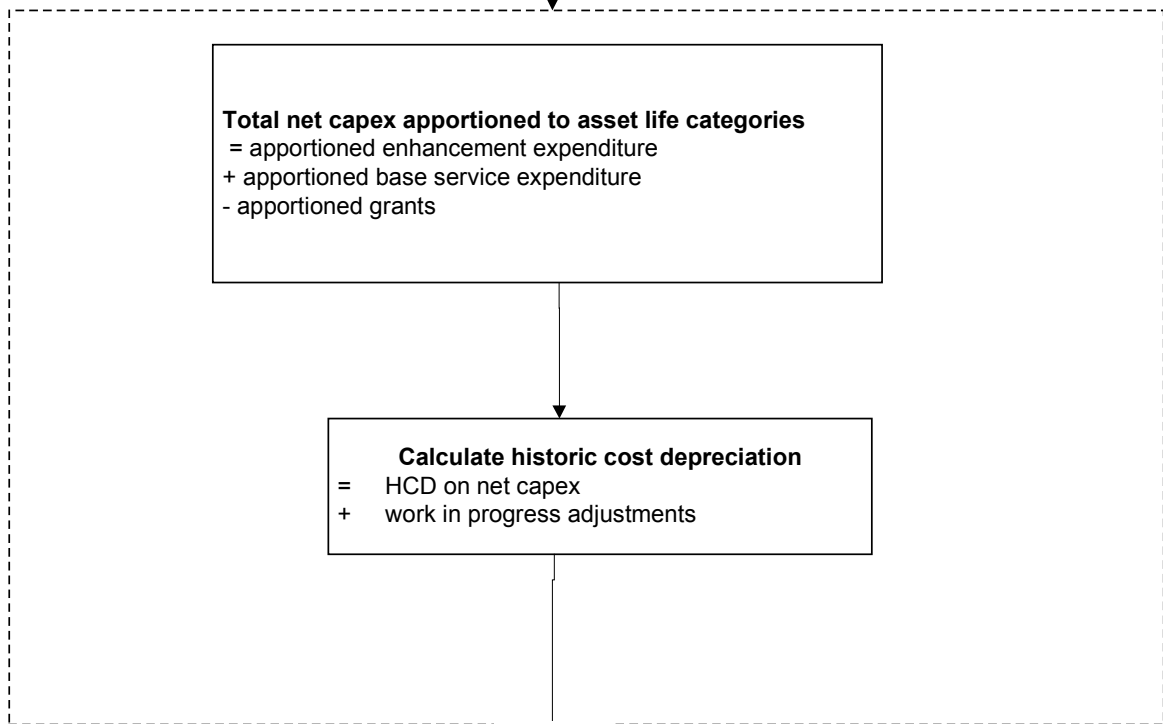 Total net capex apportioned to asset life categories
= apportioned enhancement expenditure
+ apportioned base service expenditure
- apportioned grants
Calculate historic cost depreciation
= HCD on net capex
+ work in progress adjustments